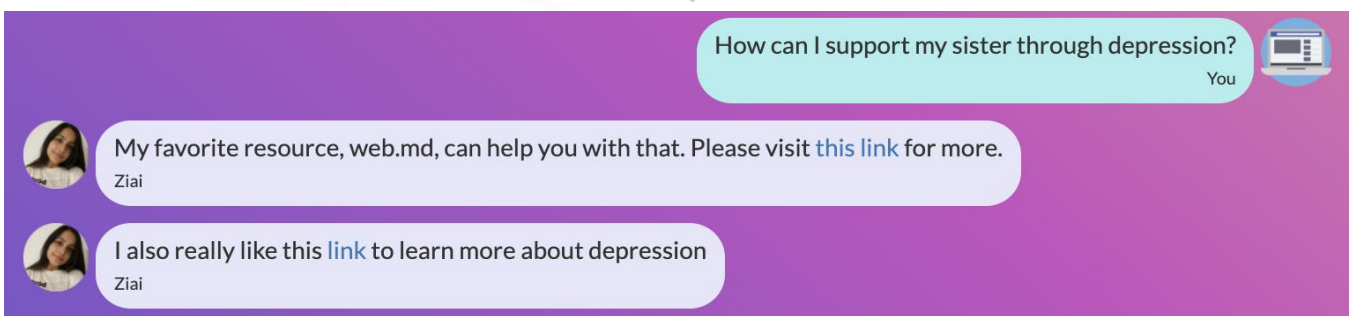 How can I support my sister through depression?
You
My favorite resource, web.md, can help you with that. Please visit this link for more.
Ziai
I also really like this link to learn more about depression
Ziai